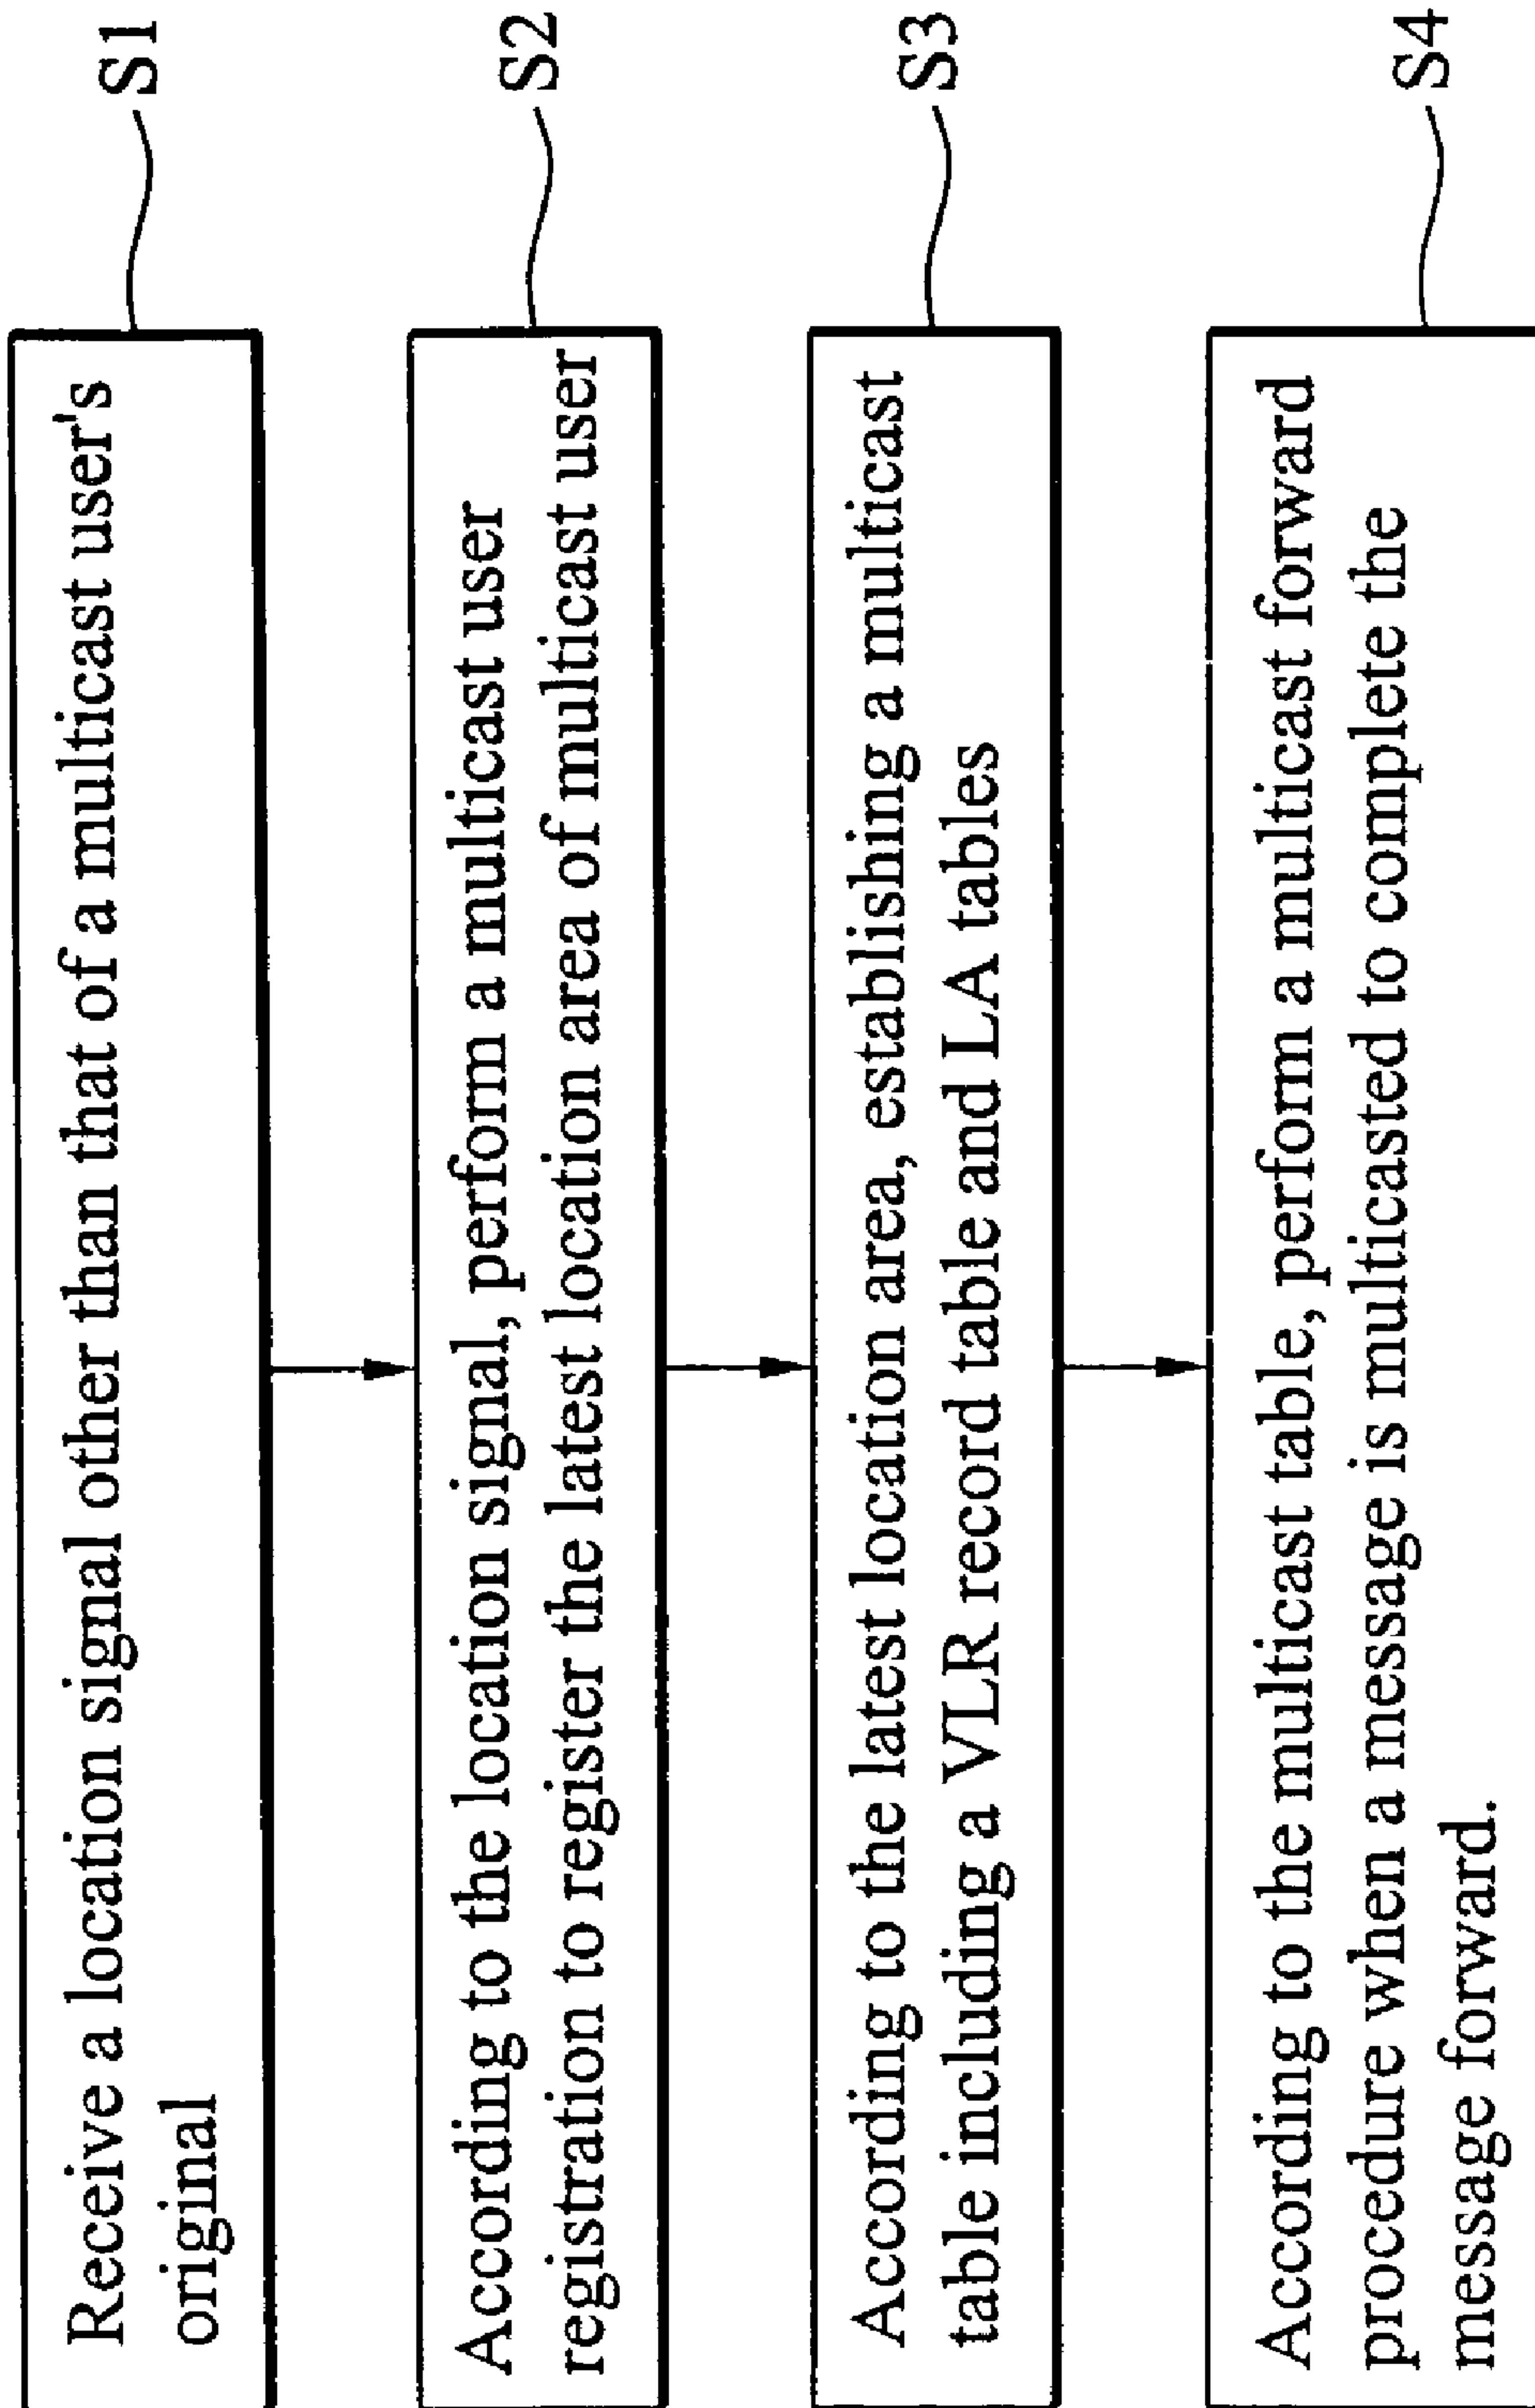 Receive a location signal other than that of a multicast user's
original
S1
According to the location signal, perform a multicast user
registration to register the latest location area of multicast user
S2
According to the latest location area, establishing a multicast
table including a VLR record table and LA tables
S3
According to the multicast table, perform a multicast forward
procedure when a message is multicasted to complete the
message forward.
S4